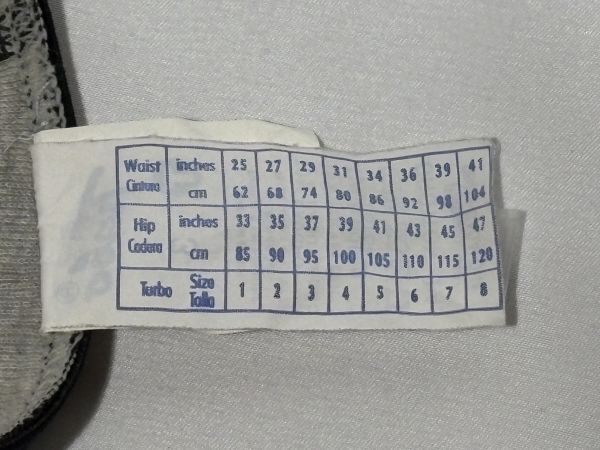 Waist inches 25 27 29 31 34 36 39 41
Cintura cm 62 68 74 80 86 92 98 104
Hip inches 33 35 37 39 41 43 45 47
Cadera cm 85 90 95 100 105 110 115 120
Turbo Size 1 2 3 4 5 6 7 8
Talla